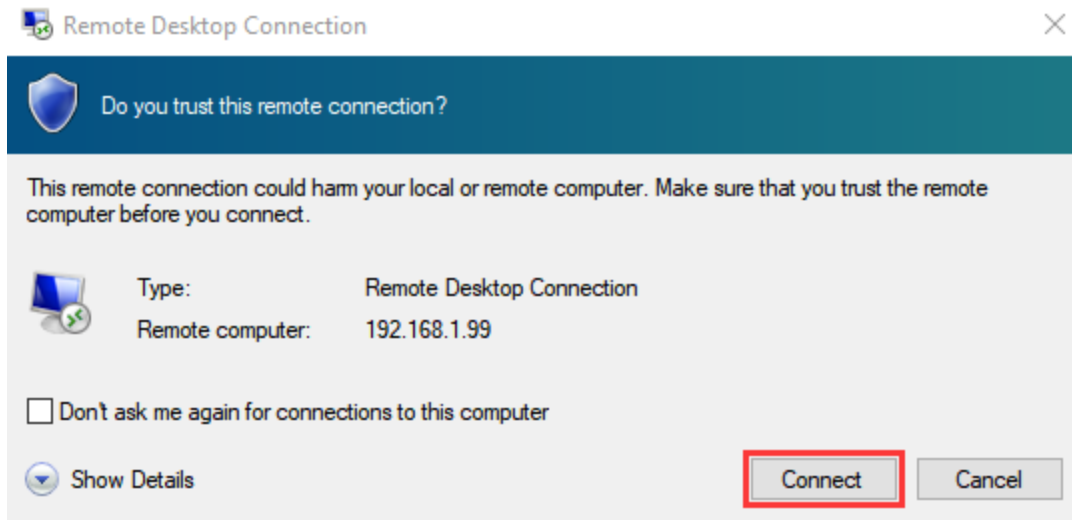 Remote Desktop Connection
Do you trust this remote connection?
This remote connection could harm your local or remote computer. Make sure that you trust the remote
computer before you connect.
Type: Remote Desktop Connection
Remote computer: 192.168.1.99
Don't ask me again for connections to this computer
Show Details Connect Cancel